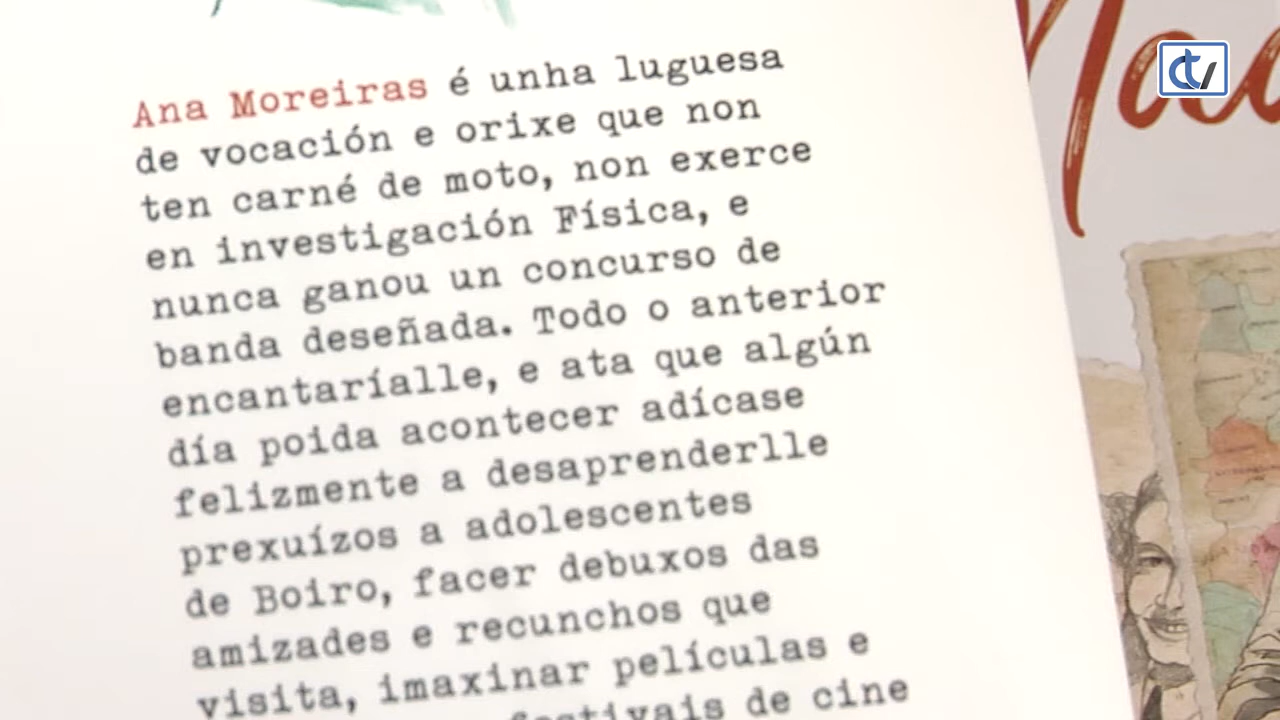 Ana Moreiras é unha luguesa
de vocación e orixe que non
ten carné de moto, non exerce
en investigación Física, e
nunca ganou un concurso de
banda deseñada. Todo o anterior
encantaríalle, e ata que algún
día poida acontecer adícase
felizmente a desaprenderlle
prexuízos a adolescentes
de Boiro, facer debuxos das
amizades e recunchos que
visita, imaxinar películas e
festivais de cine
ctv